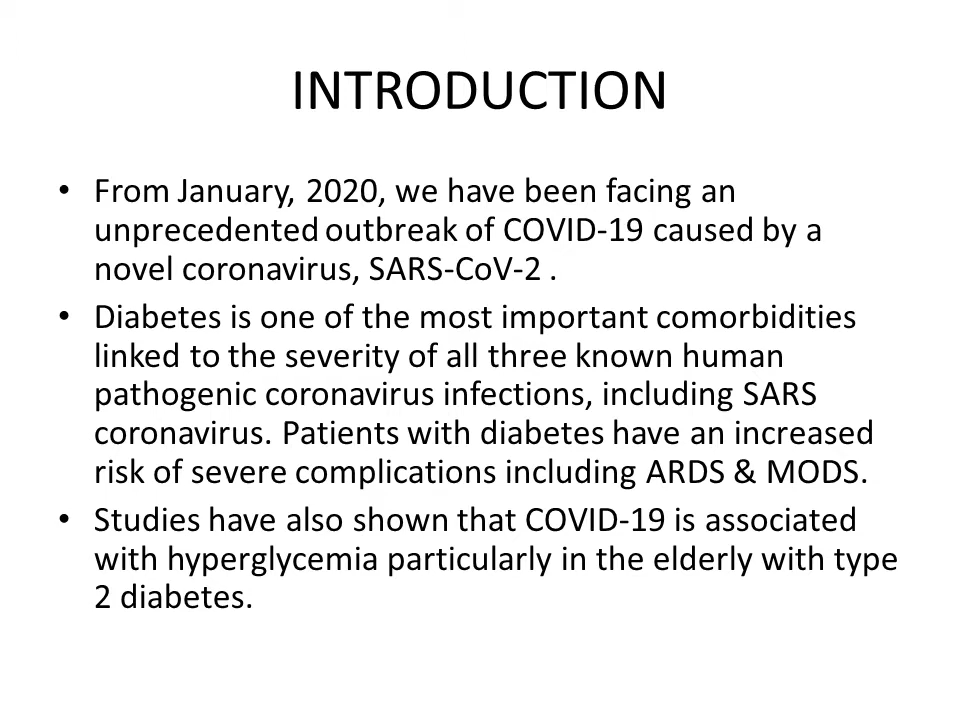 INTRODUCTION
• From January, 2020, we have been facing an
unprecedented outbreak of COVID-19 caused by a
novel coronavirus, SARS-CoV-2 .
• Diabetes is one of the most important comorbidities
linked to the severity of all three known human
pathogenic coronavirus infections, including SARS
coronavirus. Patients with diabetes have an increased
risk of severe complications including ARDS & MODS.
• Studies have also shown that COVID-19 is associated
with hyperglycemia particularly in the elderly with type
2 diabetes.